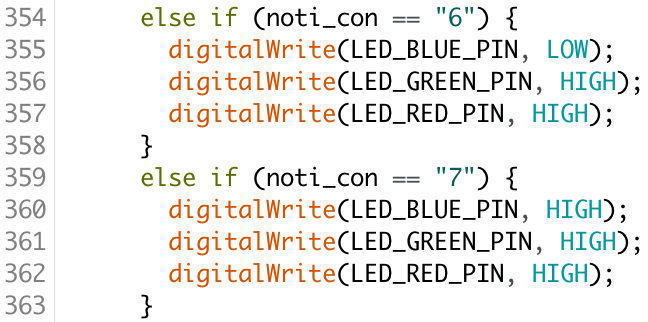 354 else if (noti_con == "6") {
355 digitalWrite(LED_BLUE_PIN, LOW);
356 digitalWrite(LED_GREEN_PIN, HIGH);
357 digitalWrite(LED_RED_PIN, HIGH);
358 }
359 else if (noti_con == "7") {
360 digitalWrite(LED_BLUE_PIN, HIGH);
361 digitalWrite(LED_GREEN_PIN, HIGH);
362 digitalWrite(LED_RED_PIN, HIGH);
363 }